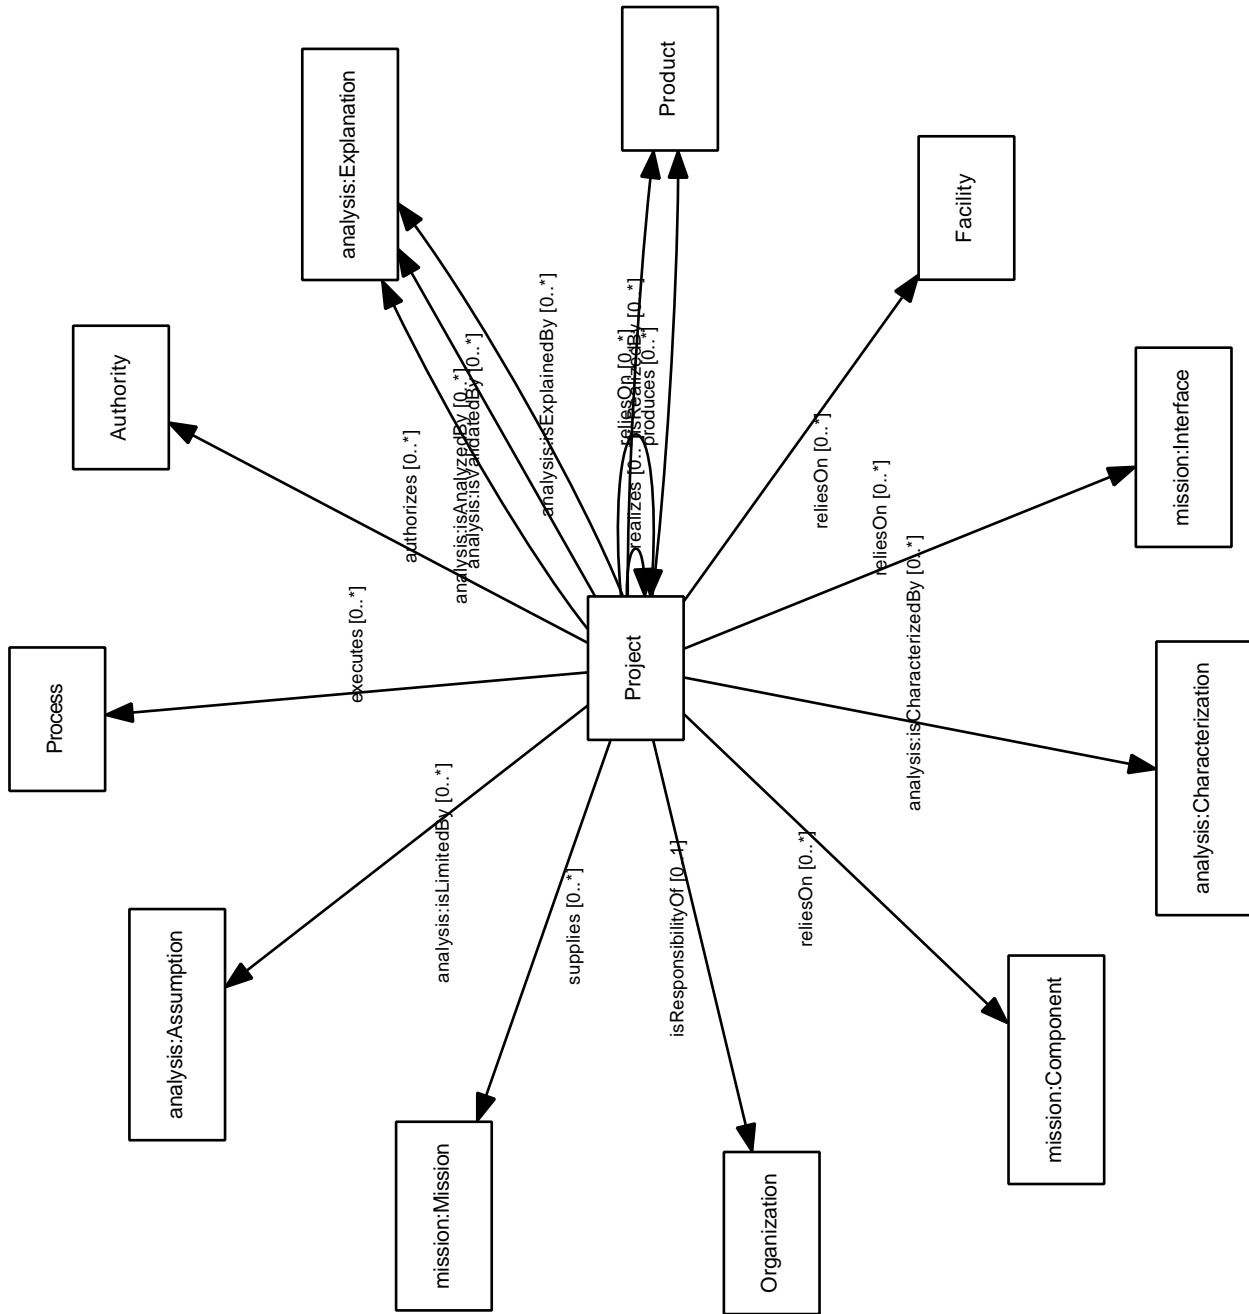 Product
analysis:Explanation
Facility
Authority
mission:Interface
analysis:isExplainedBy [0..*]
reliesOn [0..*]
isRealizedBy [0..*]
produces [0..*]
realizes [0..
analysis:isAnalyzedBy [0..*]
analysis:isValidatedBy [0..*]
authorizes [0..*]
reliesOn [0..*]
reliesOn [0..*]
analysis:isCharacterizedBy [0..*]
executes [0..*]
Process
Project
analysis:Characterization
analysis:isLimitedBy [0..*]
supplies [0..*]
isResponsibilityOf [0..1]
reliesOn [0..*]
analysis:Assumption
mission:Mission
Organization
mission:Component